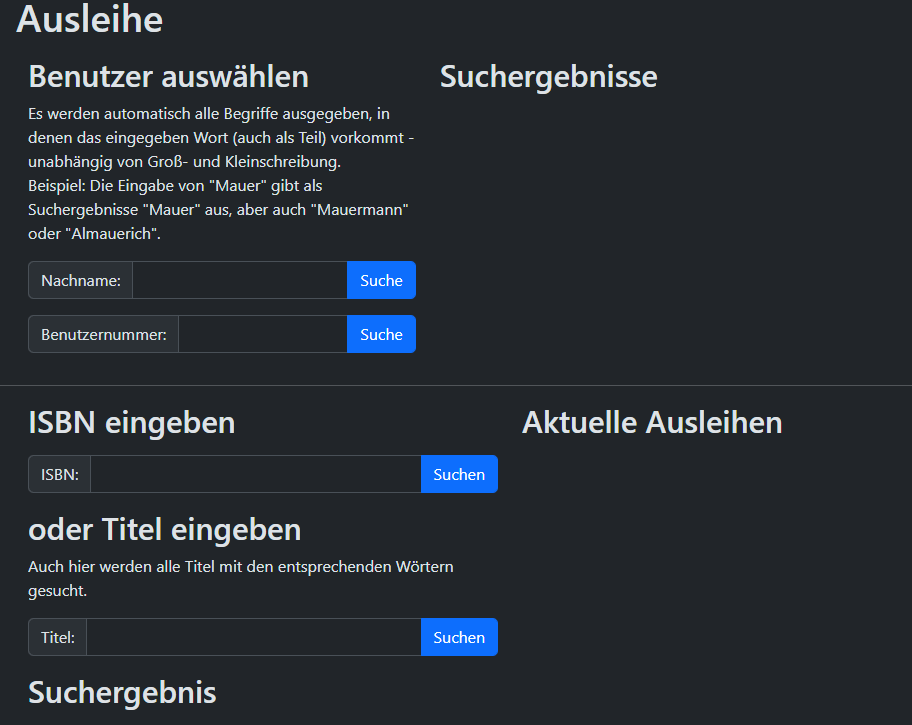 Ausleihe
Benutzer auswählen
Es werden automatisch alle Begriffe ausgegeben, in
denen das eingegeben Wort (auch als Teil) vorkommt -
unabhängig von Groß- und Kleinschreibung.
Beispiel: Die Eingabe von "Mauer" gibt als
Suchergebnisse "Mauer" aus, aber auch "Mauermann"
oder "Almauerich".
Nachname:
Suche
Benutzernummer:
Suche
Suchergebnisse
ISBN eingeben
ISBN:
Suchen
oder Titel eingeben
Auch hier werden alle Titel mit den entsprechenden Wörtern
gesucht.
Titel:
Suchen
Suchergebnis
Aktuelle Ausleihen